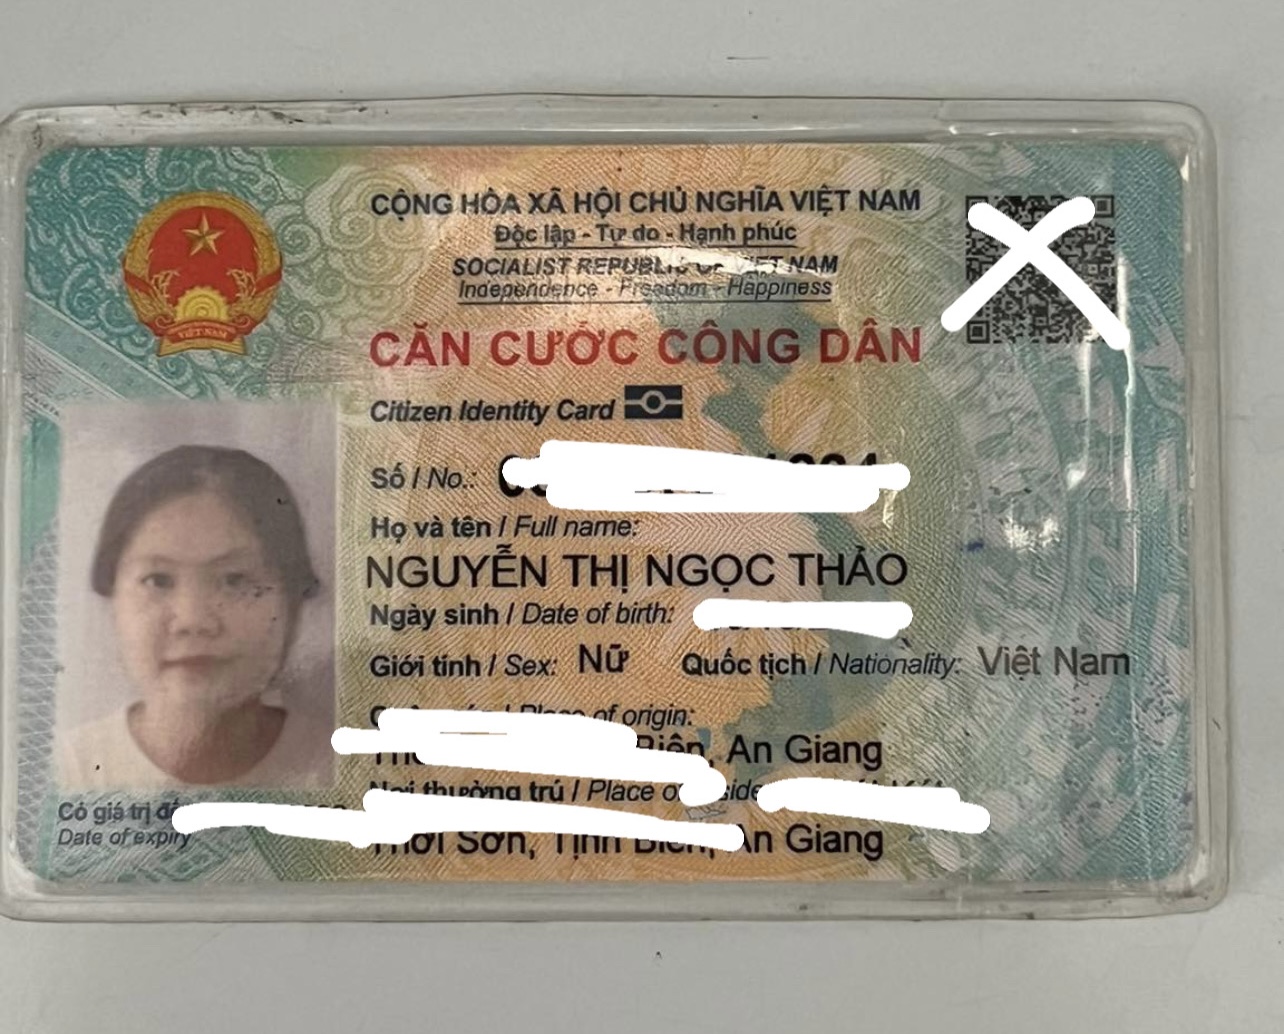 CỘNG HÒA XÃ HỘI CHỦ NGHĨA VIỆT NAM
Độc lập - Tự do - Hạnh phúc
SOCIALIST REPUBLIC OF VIET NAM
Independence - Freedom - Happiness
CĂN CƯỚC CÔNG DÂN
Citizen Identity Card
Số / No.:
Họ và tên / Full name:
NGUYỄN THỊ NGỌC THẢO
Ngày sinh / Date of birth:
Giới tính / Sex: Nữ Quốc tịch / Nationality: Việt Nam
/ Place of origin:
An Giang
Nơi thường trú / Place
Có giá trị
Date of expiry
Thới Sơn, Tịnh Biên, An Giang
VIỆT NAM